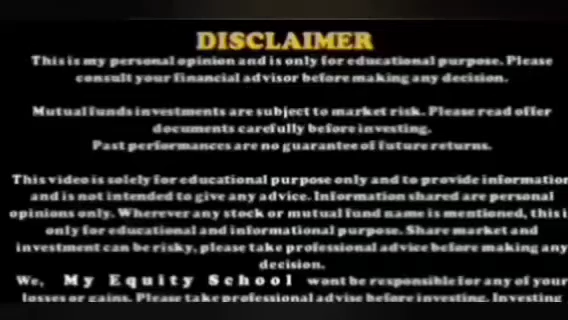 DISCLAIMER
This is my personal opinion and is only for educational purpose. Please
consult your financial advisor before making any decision.
Mutual funds investments are subject to market risk. Please read offer
documents carefully before investing.
Past performances are no guarantee of future returns.
This video is solely for educational purpose only and to provide information
and is not intended to give any advice. Information shared are personal
opinions only. Wherever any stock or mutual fund name is mentioned, this i
only for educational and informational purpose. Share market and
investment can be risky, please take professional advice before making any
decision.
We, My Equity School wont be responsible for any of your
losses or gains. Please take professional advise before investing. Investing